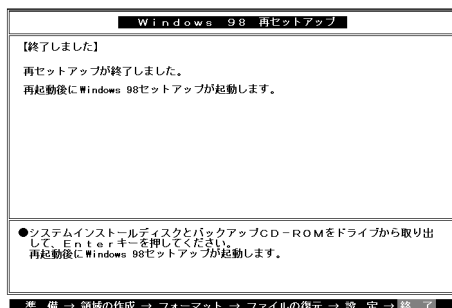 Ｗｉｎｄｏｗｓ　９８　再セットアップ
【終了しました】
再セットアップが終了しました。
再起動後にWindows 98セットアップが起動します。
●システムインストールディスクとバックアップＣＤ－ＲＯＭをドライブから取り出
して、Ｅｎｔｅｒキーを押してください。
再起動後にWindows 98セットアップが起動します。
準　備 → 領域の作成 → フォーマット → ファイルの復元 → 設　定 → 終　了